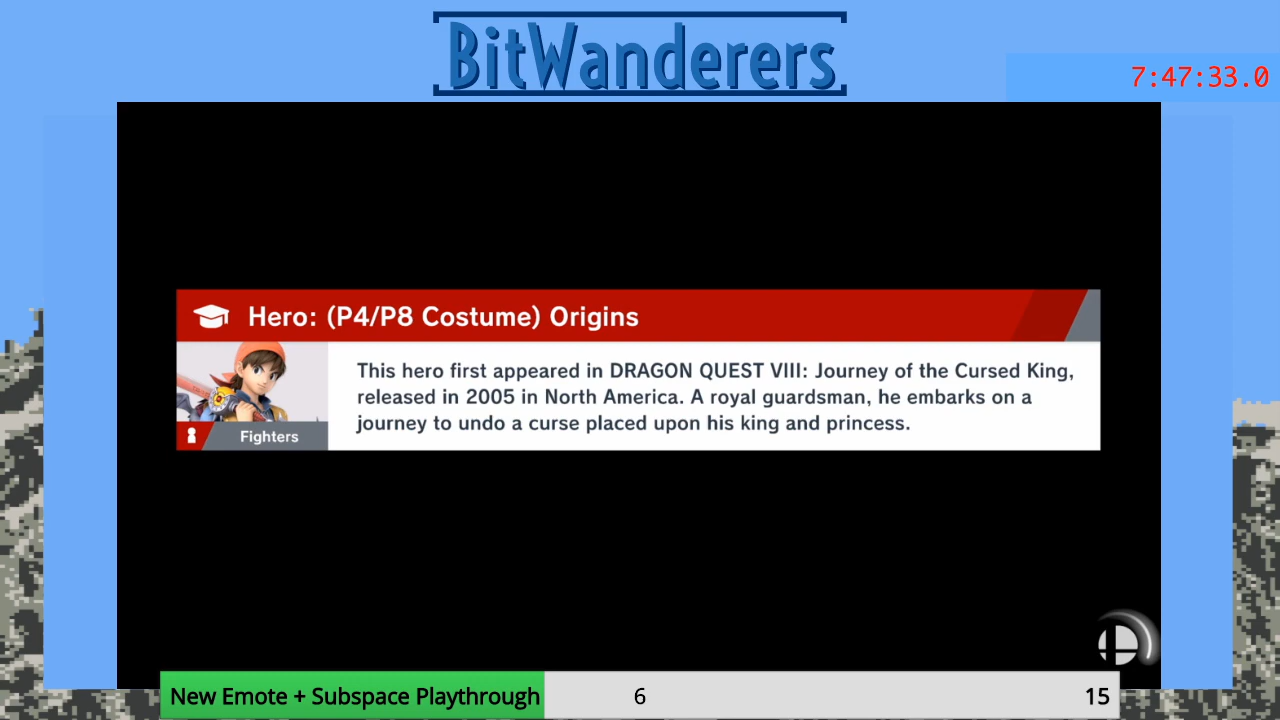 BitWanderers
7:47:33.0
Hero: (P4/P8 Costume) Origins
This hero first appeared in DRAGON QUEST VIII: Journey of the Cursed King,
released in 2005 in North America. A royal guardsman, he embarks on a
journey to undo a curse placed upon his king and princess.
Fighters
New Emote + Subspace Playthrough 6 15